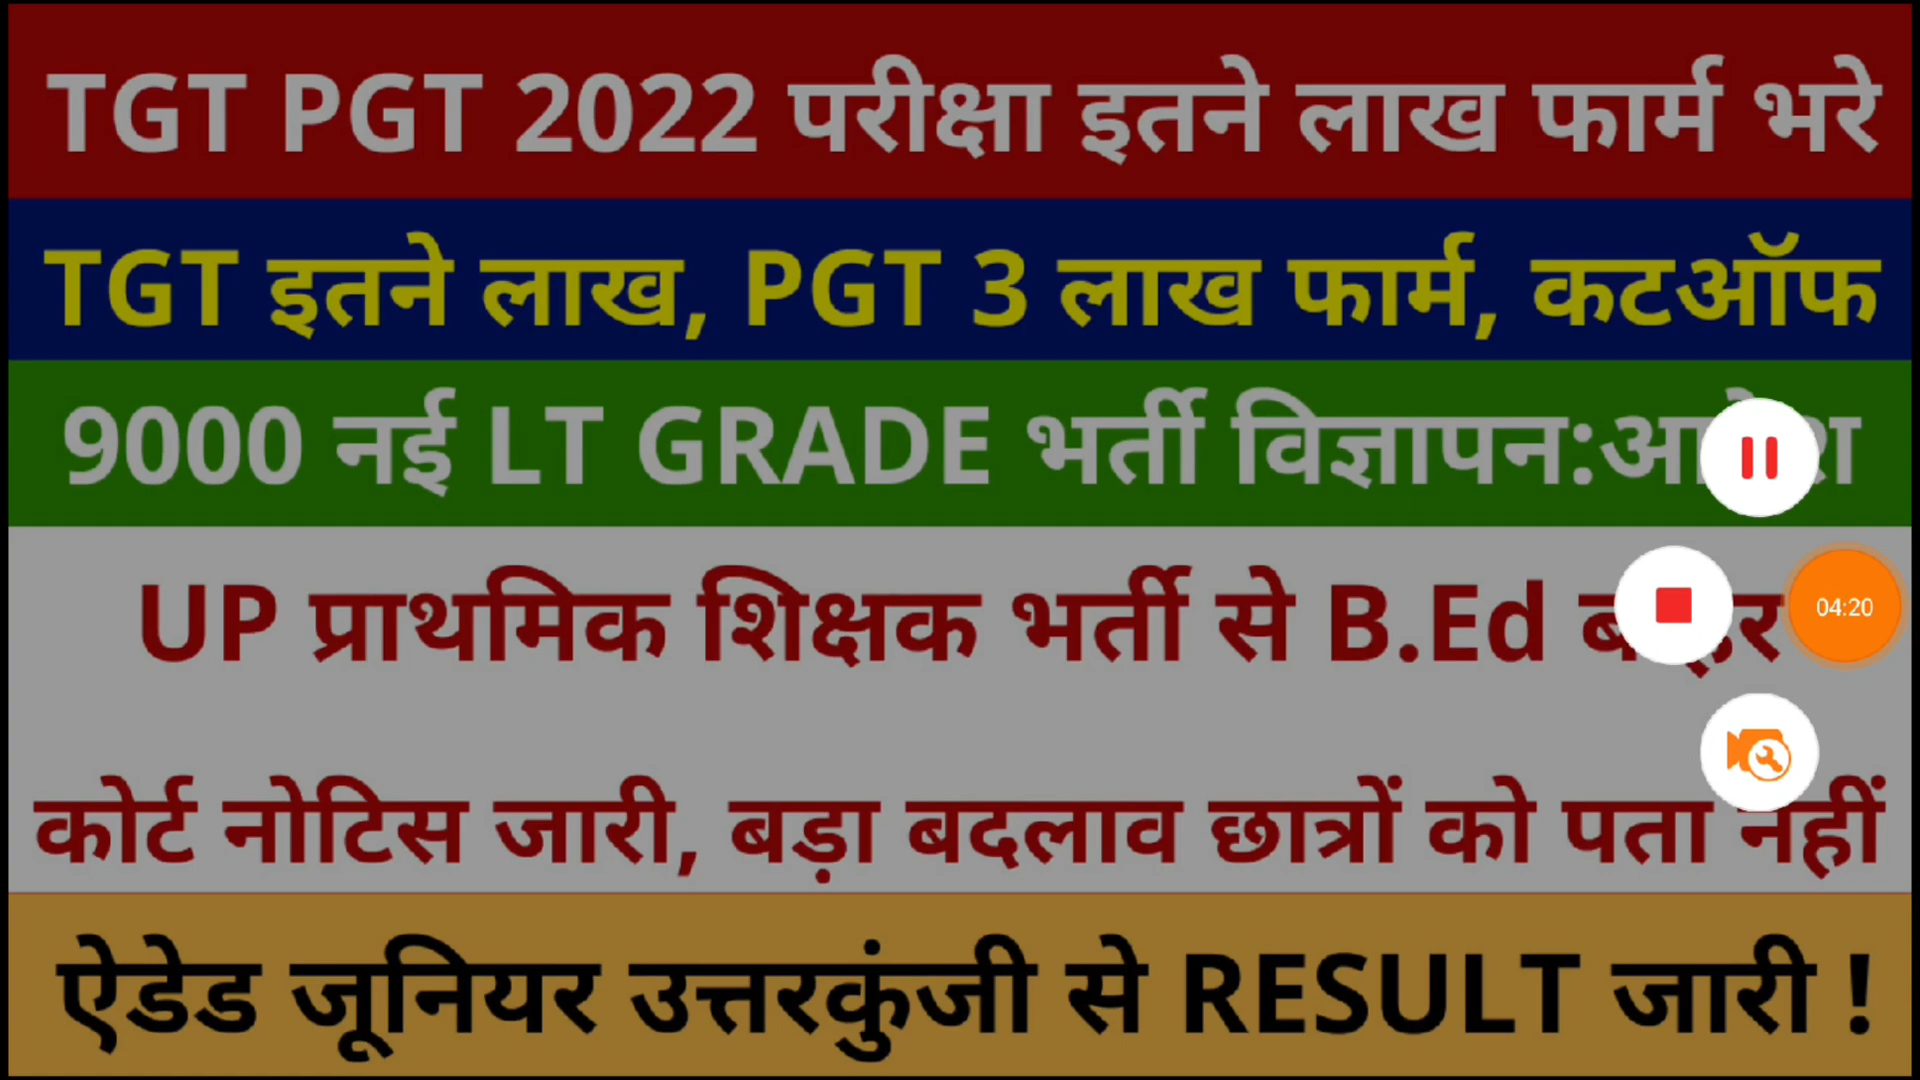 TGT PGT 2022 परीक्षा इतने लाख फार्म भरे
TGT इतने लाख, PGT 3 लाख फार्म, कटऑफ
9000 नई LT GRADE भर्ती विज्ञापन:
UP प्राथमिक शिक्षक भर्ती से B.Ed
04:20
कोर्ट नोटिस जारी, बड़ा बदलाव छात्रों को पता नहीं
ऐडेड जूनियर उत्तरकुंजी से RESULT जारी !